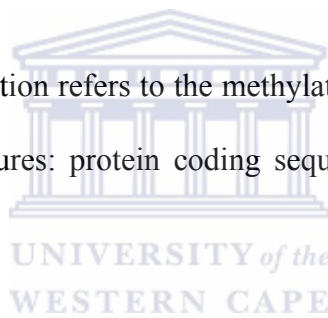 tion refers to the methylat
ures: protein coding sequ
UNIVERSITY of the
WESTERN CAPE